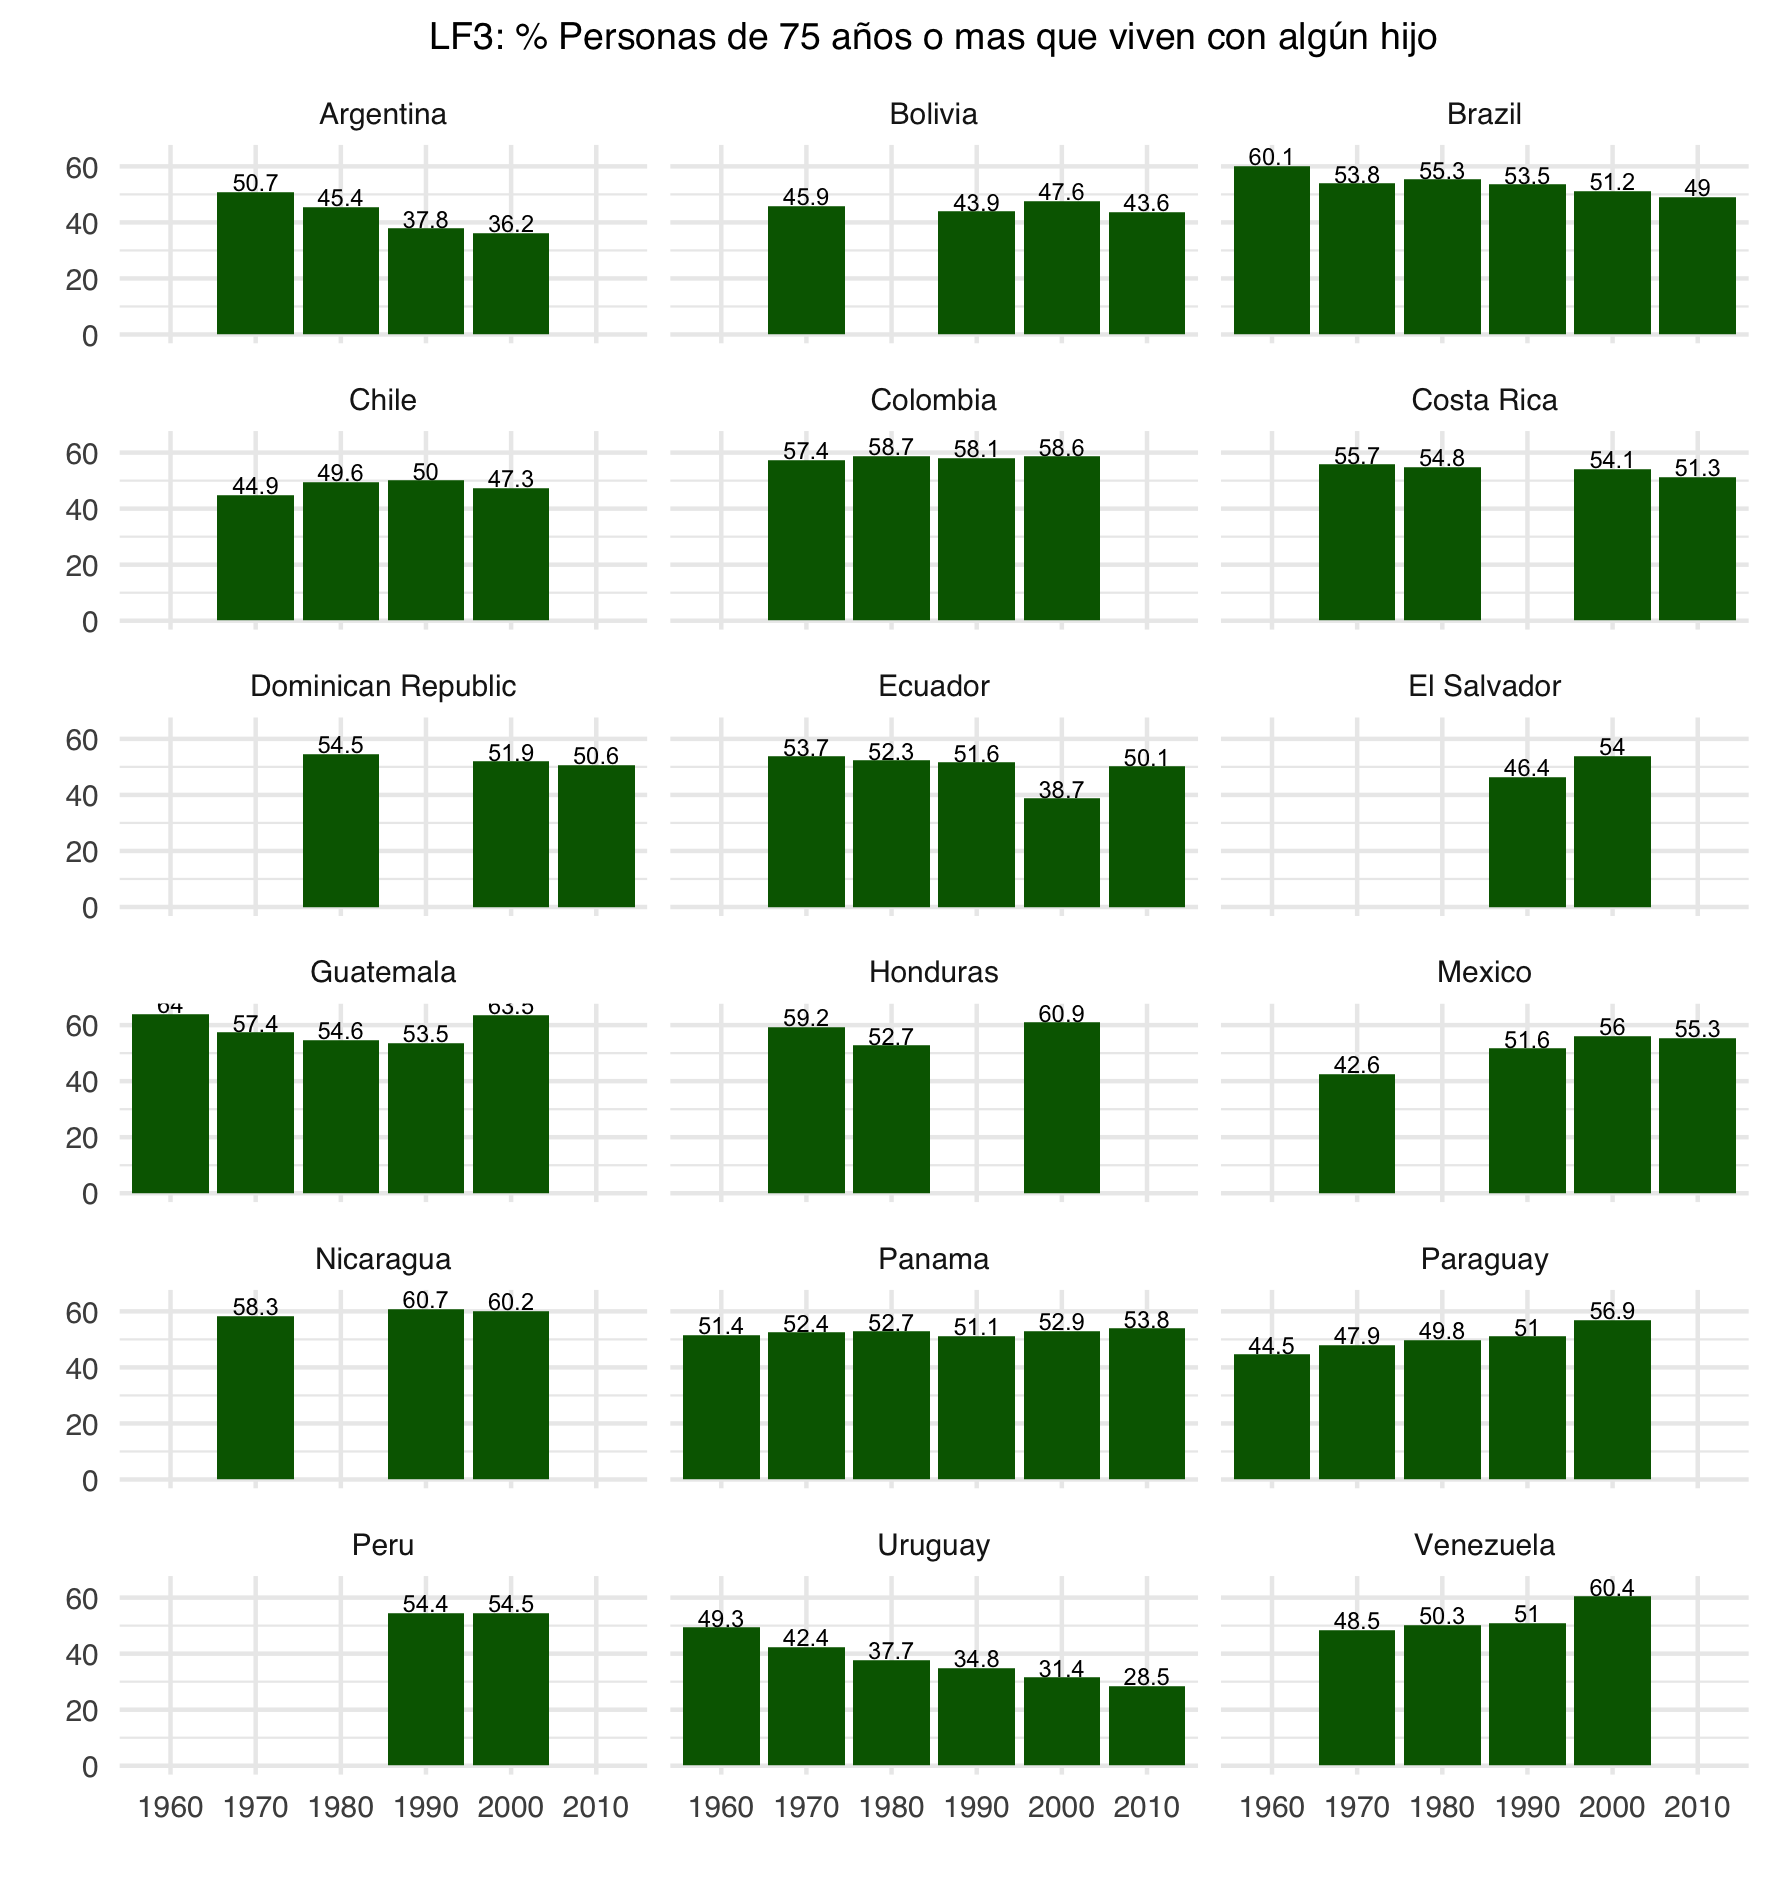 LF3: % Personas de 75 años o mas que viven con algún hijo
Argentina Bolivia Brazil
60 40 20 0
50.7 45.4 37.8 36.2
45.9 43.9 47.6 43.6
60.1 53.8 55.3 53.5 51.2 49
Chile Colombia Costa Rica
60 40 20 0
44.9 49.6 50 47.3
57.4 58.7 58.1 58.6
55.7 54.8 54.1 51.3
Dominican Republic Ecuador El Salvador
60 40 20 0
54.5 51.9 50.6
53.7 52.3 51.6 38.7 50.1
46.4 54
Guatemala Honduras Mexico
60 40 20 0
64 57.4 54.6 53.5 63.5
59.2 52.7 60.9
42.6 51.6 56 55.3
Nicaragua Panama Paraguay
60 40 20 0
58.3 60.7 60.2
51.4 52.4 52.7 51.1 52.9 53.8
44.5 47.9 49.8 51 56.9
Peru Uruguay Venezuela
60 40 20 0
54.4 54.5
49.3 42.4 37.7 34.8 31.4 28.5
48.5 50.3 51 60.4
1960 1970 1980 1990 2000 2010
1960 1970 1980 1990 2000 2010
1960 1970 1980 1990 2000 2010